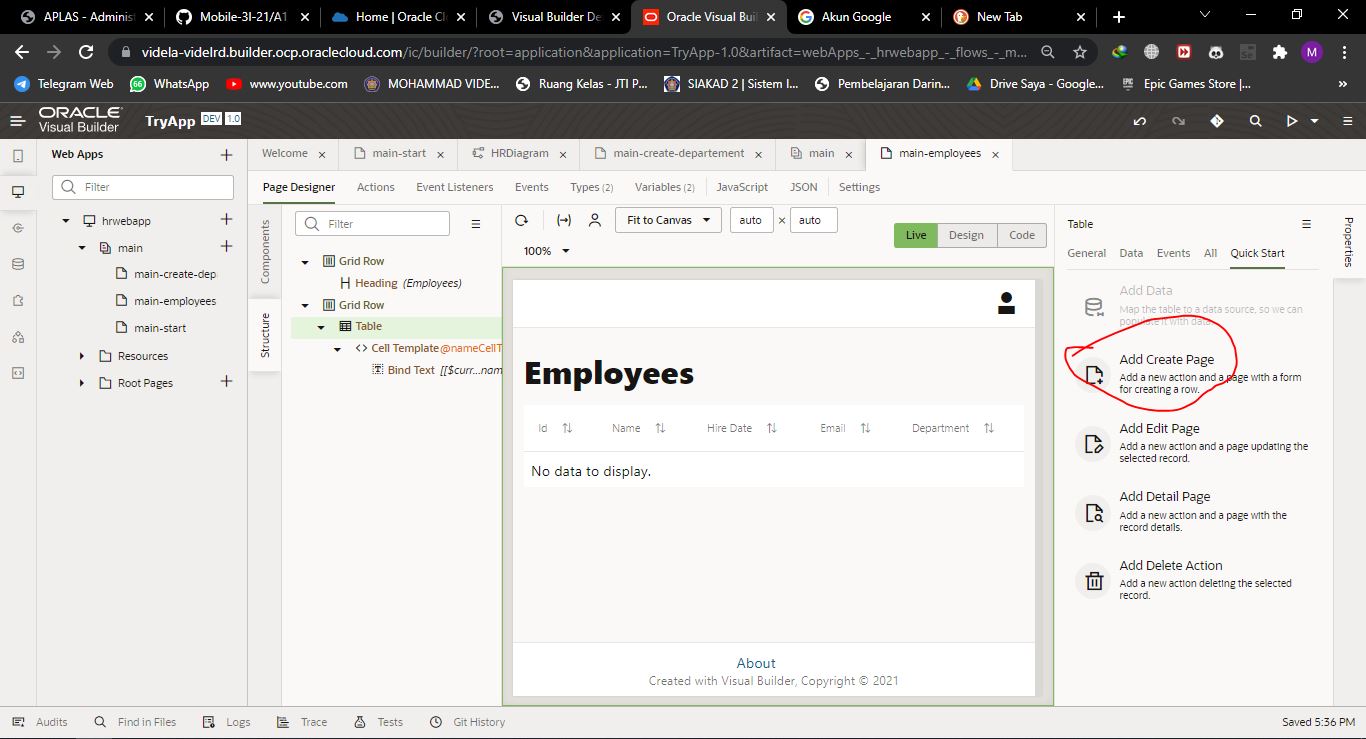 APLAS - Adminis
Mobile-3I-21/A1
Home | Oracle Cl
Visual Builder De
Oracle Visual Buil
Akun Google
New Tab
videla-videlrd.builder.ocp.oraclecloud.com/ic/builder/?root=application&application=TryApp-1.0&artifact=webApps_-_hrwebapp_-_flows_-_m...
M
Telegram Web
WhatsApp
www.youtube.com
MOHAMMAD VIDE...
Ruang Kelas - JTI P...
SIAKAD 2 | Sistem I...
Pembelajaran Darin...
Drive Saya - Google...
Epic Games Store |...
ORACLE
Visual Builder
TryApp DEV 1.0
Web Apps
Filter
hrwebapp
main
main-create-dep
main-employees
main-start
Resources
Root Pages
Welcome
main-start
HRDiagram
main-create-departement
main
main-employees
Page Designer
Actions
Event Listeners
Events
Types (2)
Variables (2)
JavaScript
JSON
Settings
Components
Structure
Filter
Grid Row
Heading (Employees)
Grid Row
Table
Cell Template @nameCellT
Bind Text [[$curr...nam
Fit to Canvas
auto × auto
100%
Live
Design
Code
Employees
Id
Name
Hire Date
Email
Department
No data to display.
About
Created with Visual Builder, Copyright © 2021
Table
General
Data
Events
All
Quick Start
Add Data
Map the table to a data source, so we can
populate it with data.
Add Create Page
Add a new action and a page with a form
for creating a row.
Add Edit Page
Add a new action and a page updating the
selected record.
Add Detail Page
Add a new action and a page with the
record details.
Add Delete Action
Add a new action deleting the selected
record.
Properties
Audits
Find in Files
Logs
Trace
Tests
Git History
Saved 5:36 PM